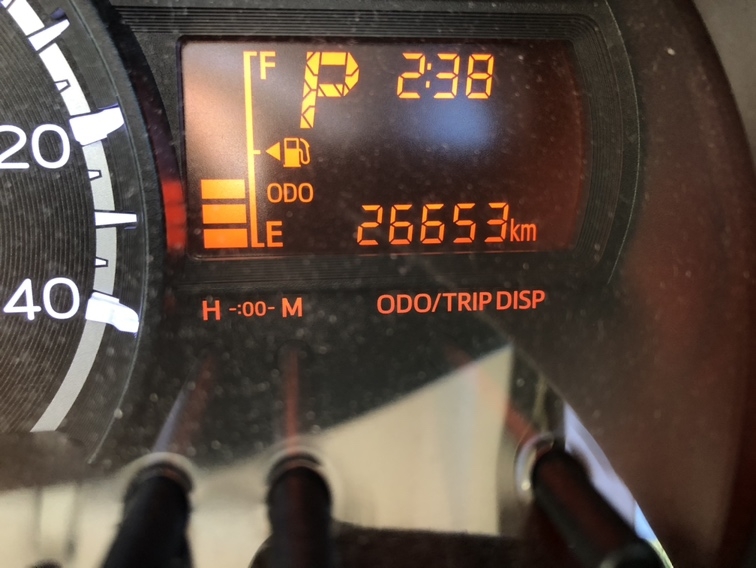 F P 2:38
ODO
E 26653km
H -:00- M ODO/TRIP DISP
20
40